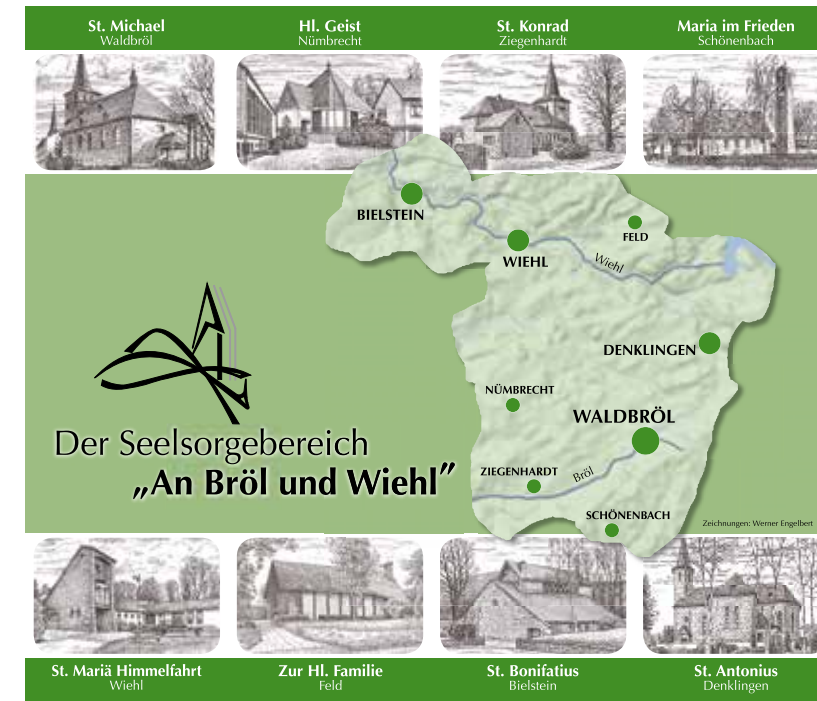 St. Michael
Waldbröl
Hl. Geist
Nümbrecht
St. Konrad
Ziegenhardt
Maria im Frieden
Schönenbach
BIELSTEIN
WIEHL
FELD
Wiehl
DENKLINGEN
NÜMBRECHT
WALDBRÖL
ZIEGENHARDT
Bröl
SCHÖNENBACH
Der Seelsorgebereich
„An Bröl und Wiehl”
Zeichnungen: Werner Engelbert
St. Mariä Himmelfahrt
Wiehl
Zur Hl. Familie
Feld
St. Bonifatius
Bielstein
St. Antonius
Denklingen